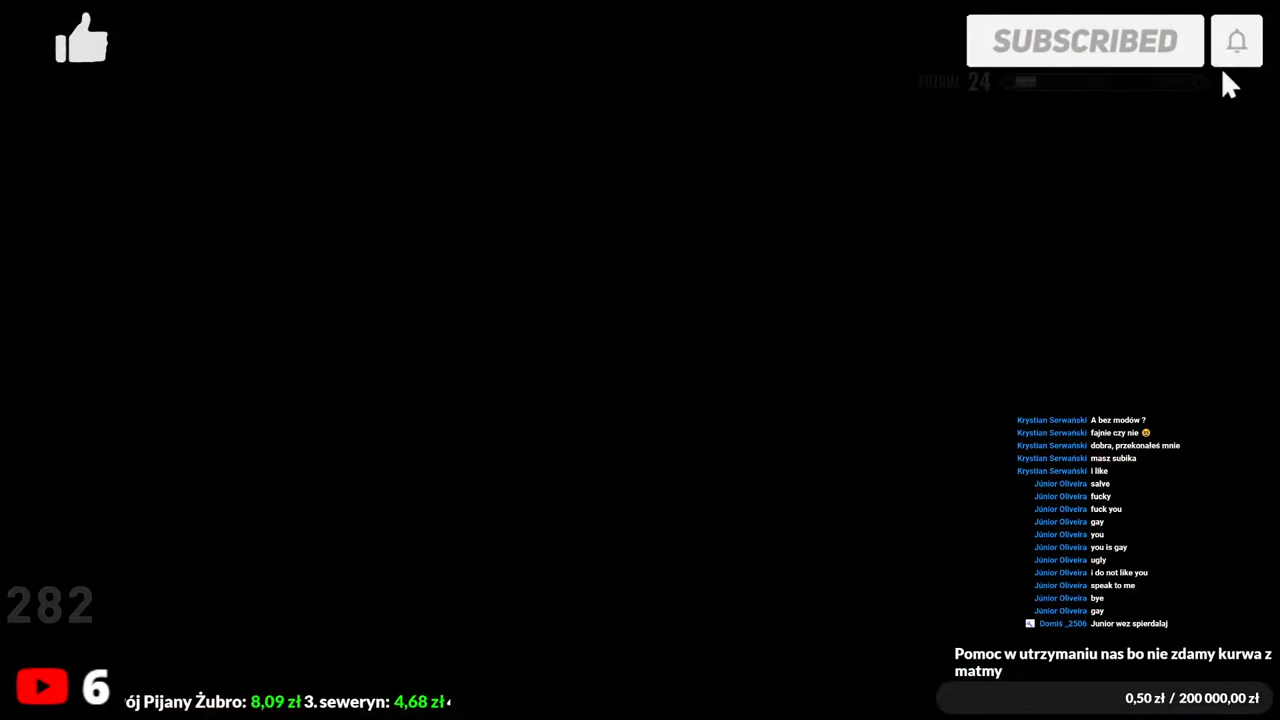 SUBSCRIBED
POZIOM 24
Krystian Serwański A bez modów ?
Krystian Serwański fajnie czy nie
Krystian Serwański dobra, przekonałeś mnie
Krystian Serwański masz subika
Krystian Serwański i like
Júnior Oliveira salve
Júnior Oliveira fucky
Júnior Oliveira fuck you
Júnior Oliveira gay
Júnior Oliveira you
Júnior Oliveira you is gay
Júnior Oliveira ugly
Júnior Oliveira i do not like you
Júnior Oliveira speak to me
Júnior Oliveira bye
Júnior Oliveira gay
Domiś _2506 Junior wez spierdalaj
282
Pomoc w utrzymaniu nas bo nie zdamy kurwa z
matmy
0,50 zł / 200 000,00 zł
6
ój Pijany Żubro: 8,09 zł 3. seweryn: 4,68 zł